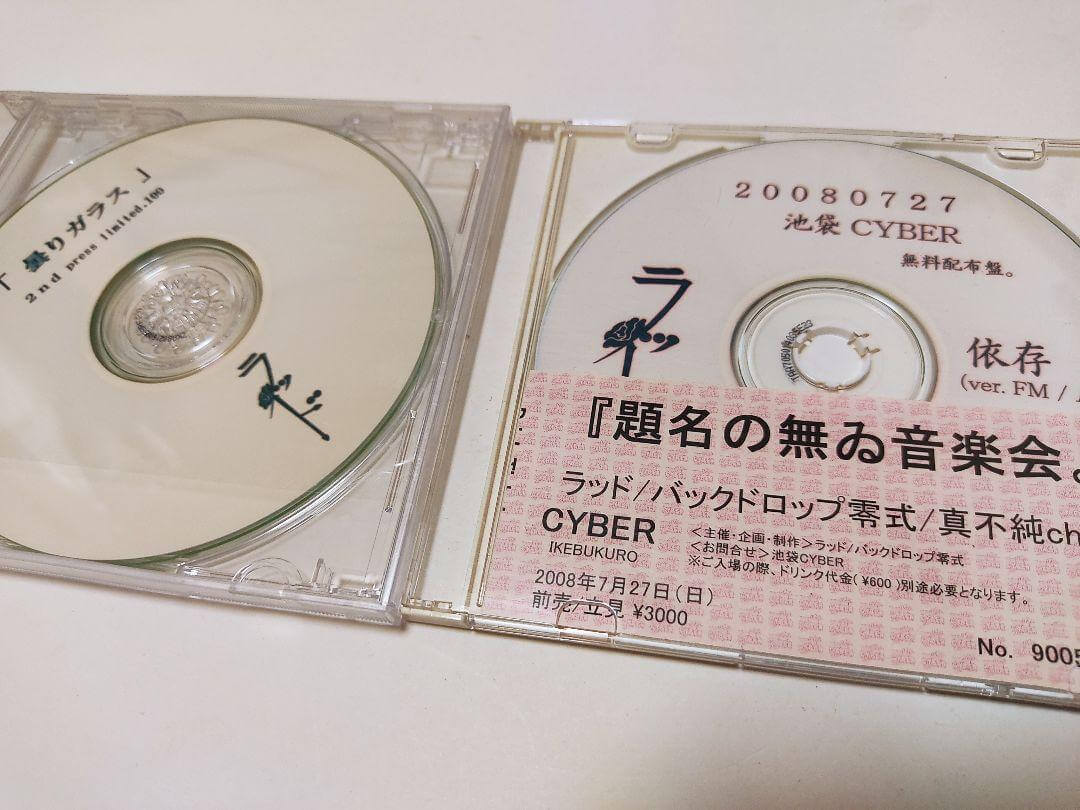 「曇りガラス」
2nd press limited.100
ラッド
20080727
池袋 CYBER
無料配布盤。
ラッド
依存
(ver. FM /
『題名の無ゐ音楽会。
ラッド/バックドロップ零式/真不純ch
CYBER
IKEBUKURO
<主催・企画・制作>ラッド/バックドロップ零式
<お問合せ>池袋CYBER
※ご入場の際、ドリンク代金(¥600)別途必要となります。
2008年7月27日(日)
前売/立見 ¥3000
No. 9005